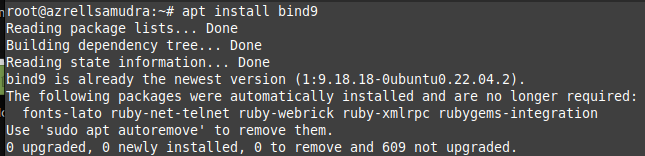 root@azrellsamudra:~# apt install bind9
Reading package lists... Done
Building dependency tree... Done
Reading state information... Done
bind9 is already the newest version (1:9.18.18-0ubuntu0.22.04.2).
The following packages were automatically installed and are no longer required:
  fonts-lato ruby-net-telnet ruby-webrick ruby-xmlrpc rubygems-integration
Use 'sudo apt autoremove' to remove them.
0 upgraded, 0 newly installed, 0 to remove and 609 not upgraded.